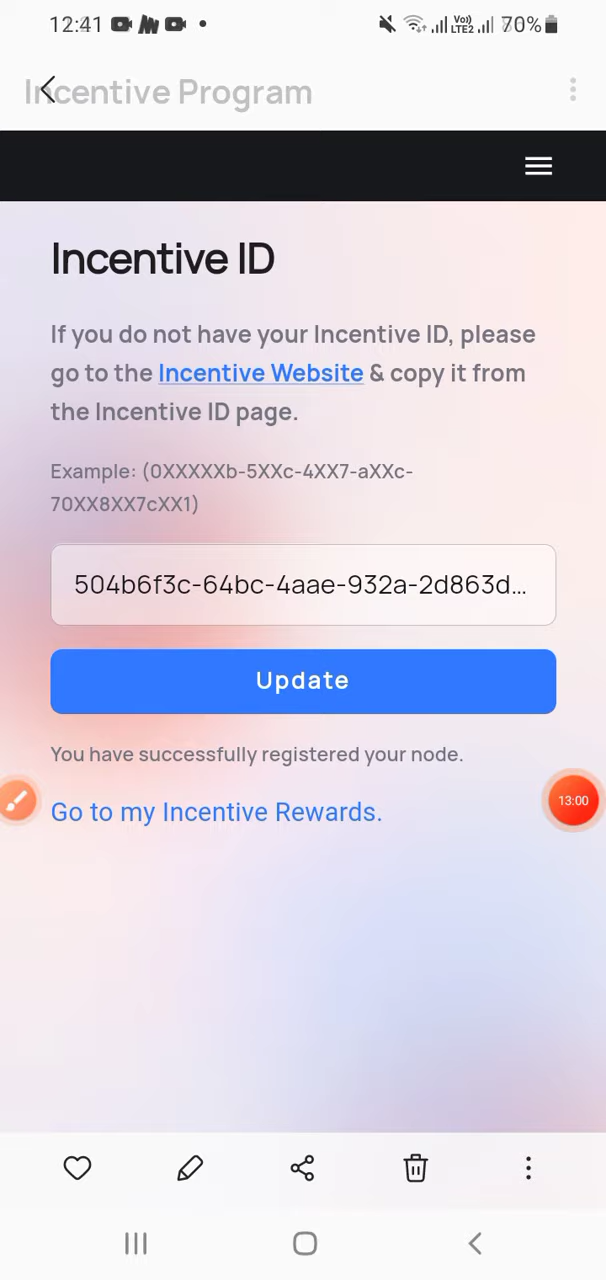 12:41 Vo) LTE2 70%
Incentive Program
Incentive ID
If you do not have your Incentive ID, please
go to the Incentive Website & copy it from
the Incentive ID page.
Example: (0XXXXXb-5XXc-4XX7-aXXc-
70XX8XX7cXX1)
504b6f3c-64bc-4aae-932a-2d863d...
Update
You have successfully registered your node.
13:00
Go to my Incentive Rewards.